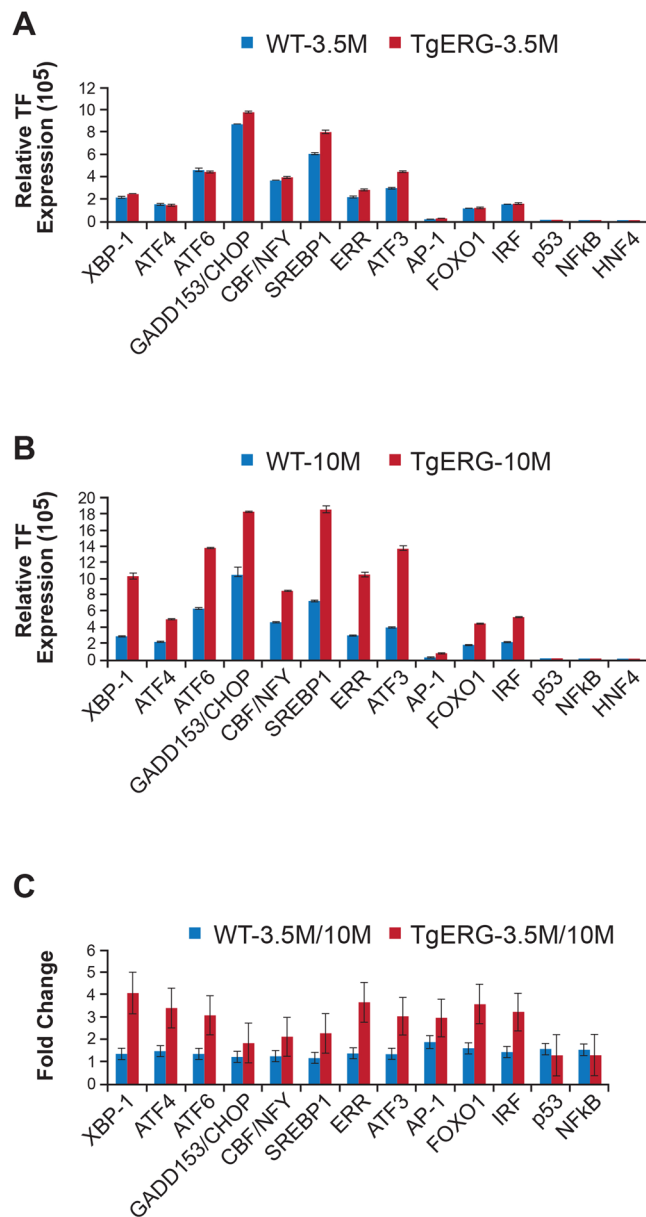 A
WT-3.5M TgERG-3.5M
Relative TF
Expression (10⁵)
12
10
8
6
4
2
0
XBP-1
ATF4
ATF6
GADD153/CHOP
CBF/NFY
SREBP1
ERR
ATF3
AP-1
FOXO1
IRF
p53
NFkB
HNF4
B
WT-10M TgERG-10M
Relative TF
Expression (10⁵)
20
18
16
14
12
10
8
6
4
2
0
XBP-1
ATF4
ATF6
GADD153/CHOP
CBF/NFY
SREBP1
ERR
ATF3
AP-1
FOXO1
IRF
p53
NFkB
HNF4
C
WT-3.5M/10M TgERG-3.5M/10M
Fold Change
6
5
4
3
2
1
0
XBP-1
ATF4
ATF6
GADD153/CHOP
CBF/NFY
SREBP1
ERR
ATF3
AP-1
FOXO1
IRF
p53
NFkB